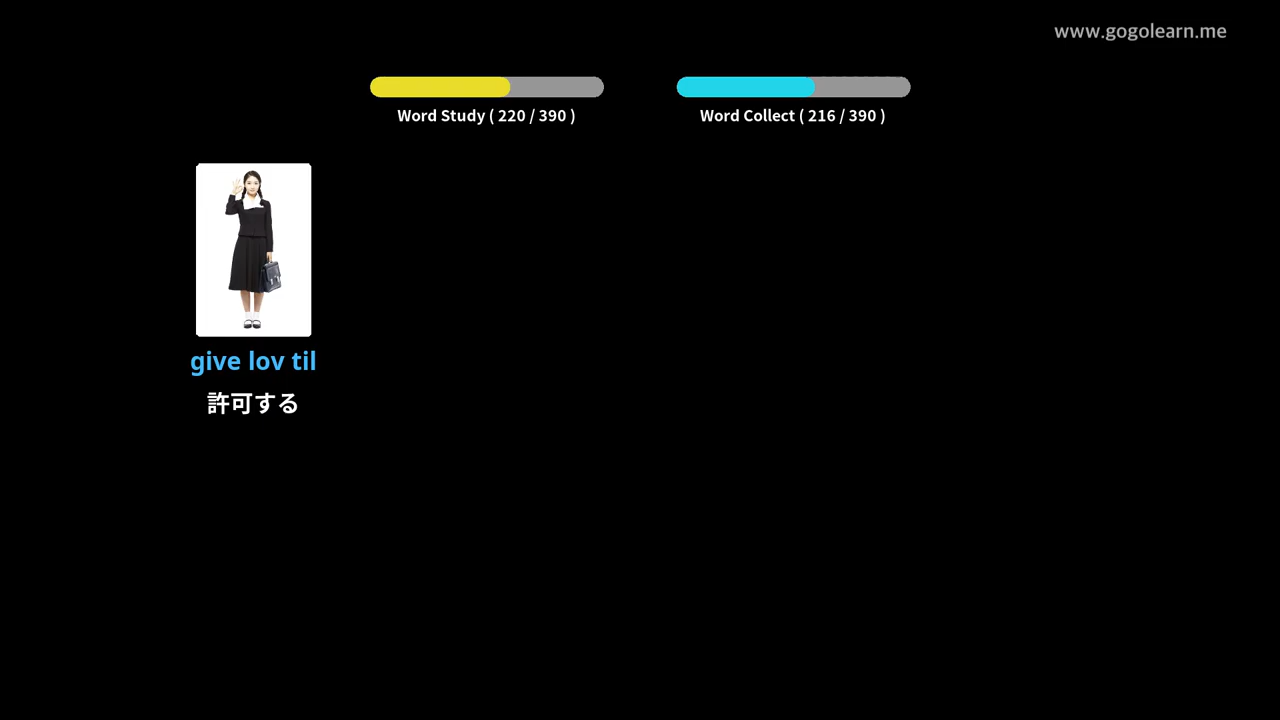 www.gogolearn.me
Word Study ( 220 / 390 )
Word Collect ( 216 / 390 )
give lov til
許可する